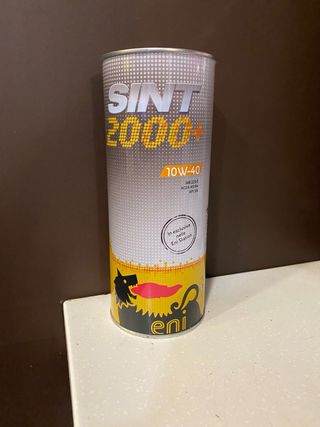 SINT
2000+
10W-40
In esclusiva
nelle
Eni Station
eni